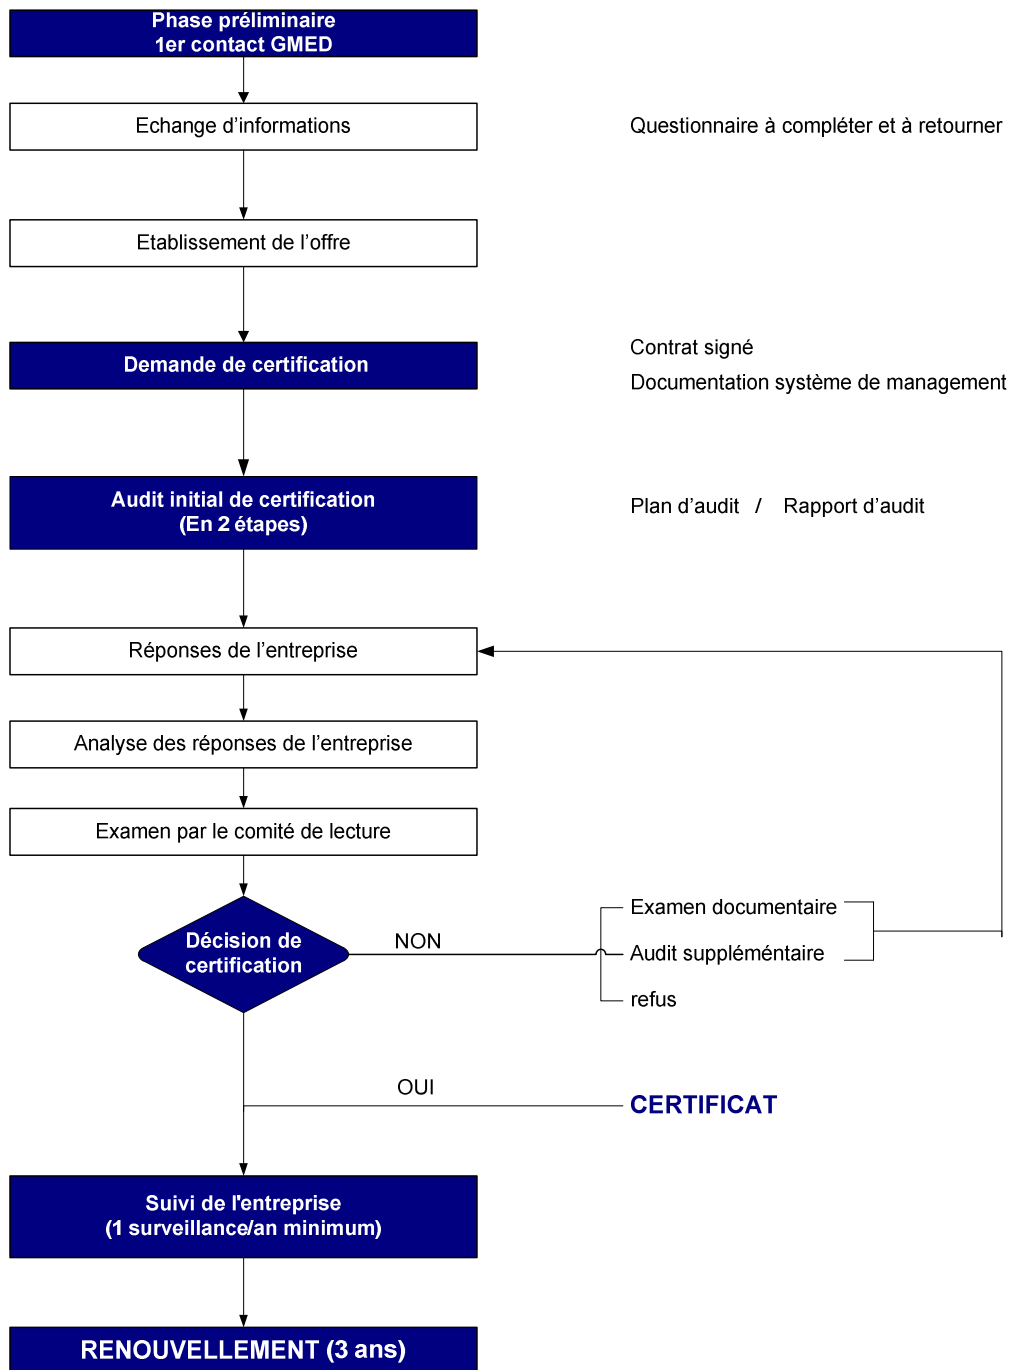 Phase préliminaire
1er contact GMED
Echange d’informations
Questionnaire à compléter et à retourner
Etablissement de l’offre
Demande de certification
Contrat signé
Documentation système de management
Audit initial de certification
(En 2 étapes)
Plan d’audit / Rapport d’audit
Réponses de l’entreprise
Analyse des réponses de l’entreprise
Examen par le comité de lecture
Décision de
certification
NON
Examen documentaire
Audit suppléméntaire
refus
OUI
CERTIFICAT
Suivi de l'entreprise
(1 surveillance/an minimum)
RENOUVELLEMENT (3 ans)